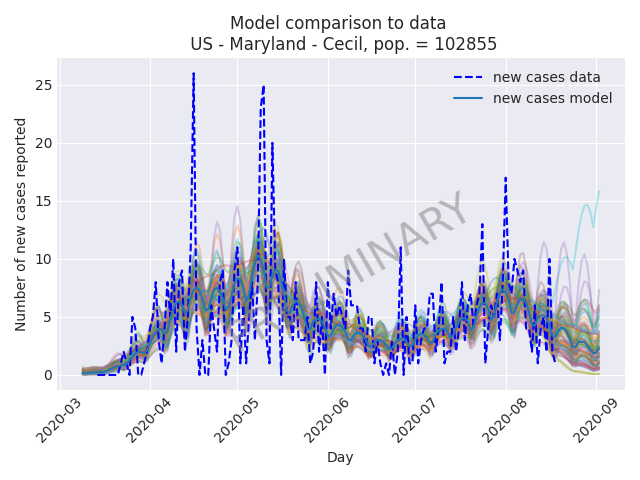 Model comparison to data
US - Maryland - Cecil, pop. = 102855
new cases data
new cases model
Number of new cases reported
25
20
15
10
5
0
PRELIMINARY
2020-03
2020-04
2020-05
2020-06
2020-07
2020-08
2020-09
Day